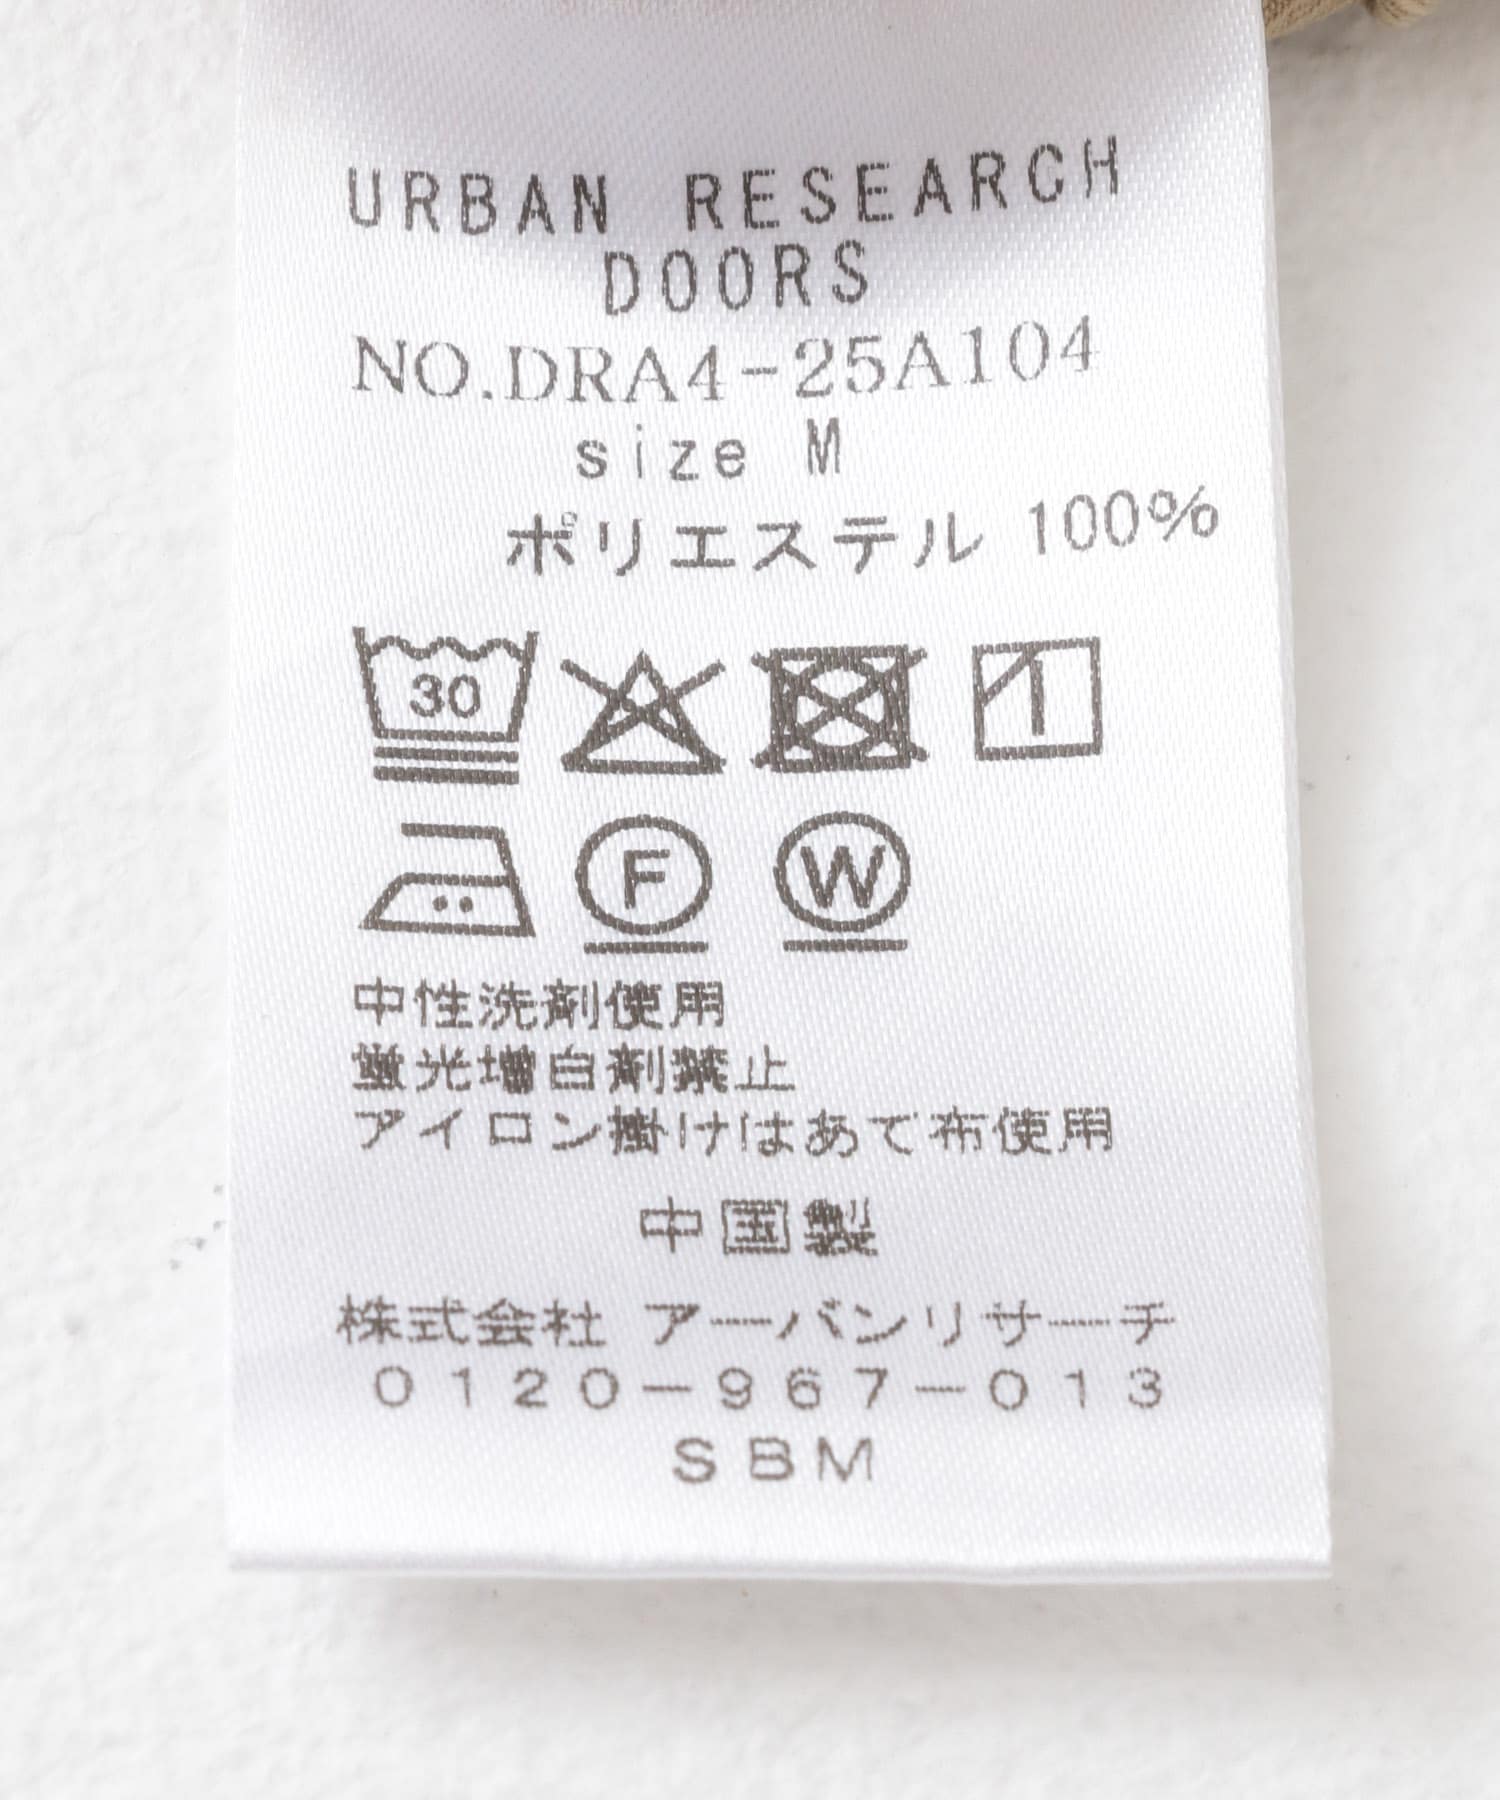 URBAN RESEARCH
DOORS
NO.DRA4-25A104
size M
ポリエステル 100%
30
F W
中性洗剤使用
蛍光増白剤禁止
アイロン掛けはあて布使用
中国製
株式会社 アーバンリサーチ
0120-967-013
SBM